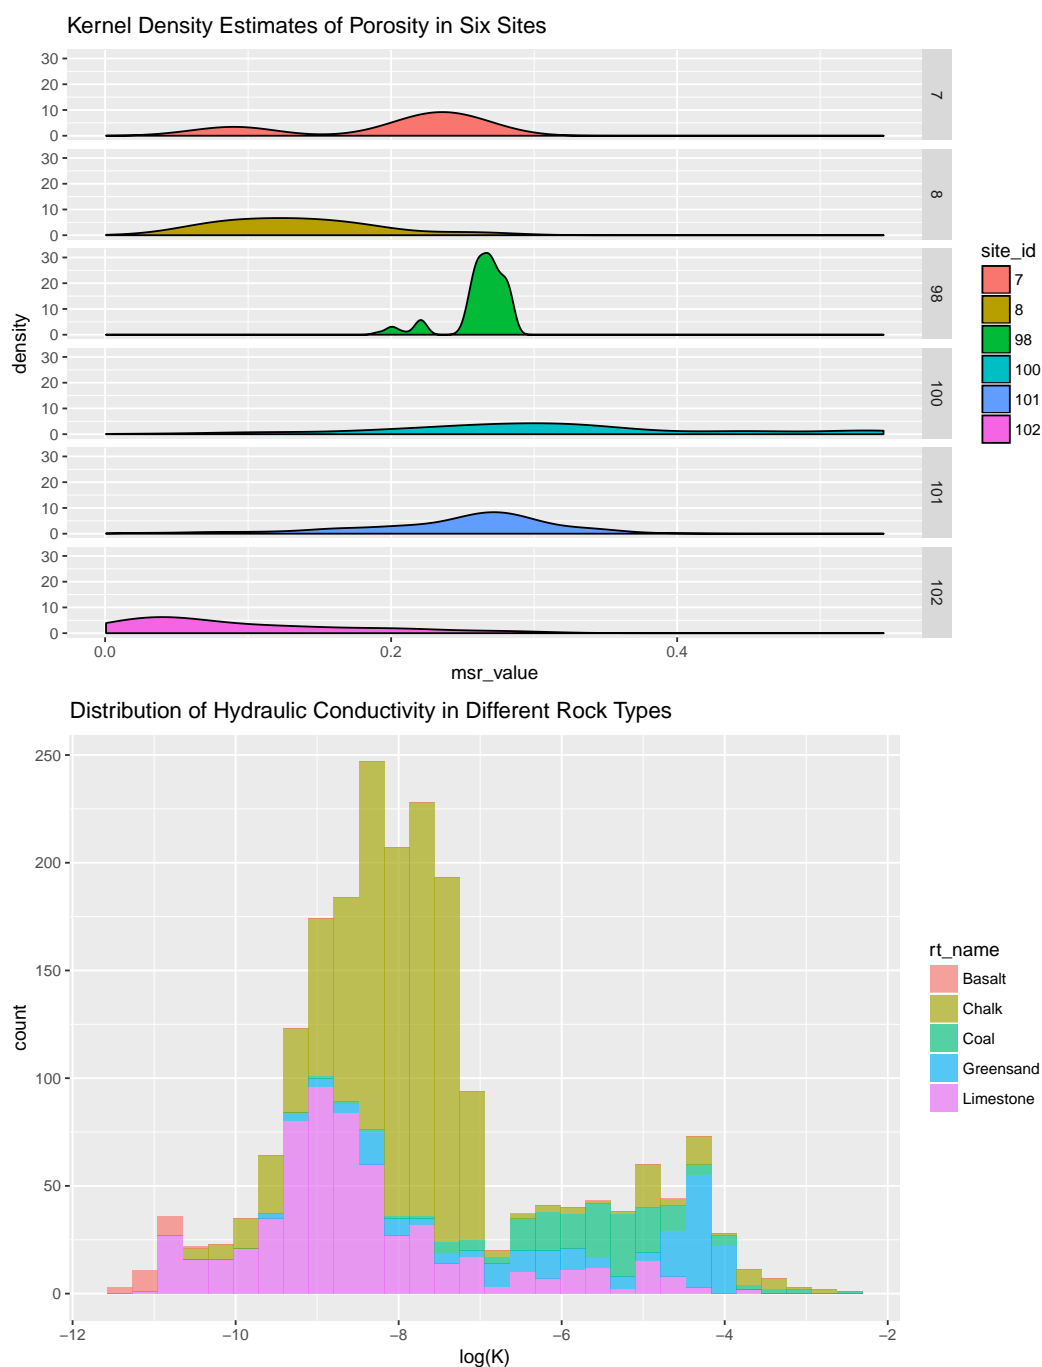 Kernel Density Estimates of Porosity in Six Sites
30
20
10
0
7
30
20
10
0
8
30
20
10
0
98
30
20
10
0
100
30
20
10
0
101
30
20
10
0
102
density
0.0 0.2 0.4
msr_value
site_id
7
8
98
100
101
102
Distribution of Hydraulic Conductivity in Different Rock Types
250
200
150
100
50
0
count
−12 −10 −8 −6 −4 −2
log(K)
rt_name
Basalt
Chalk
Coal
Greensand
Limestone